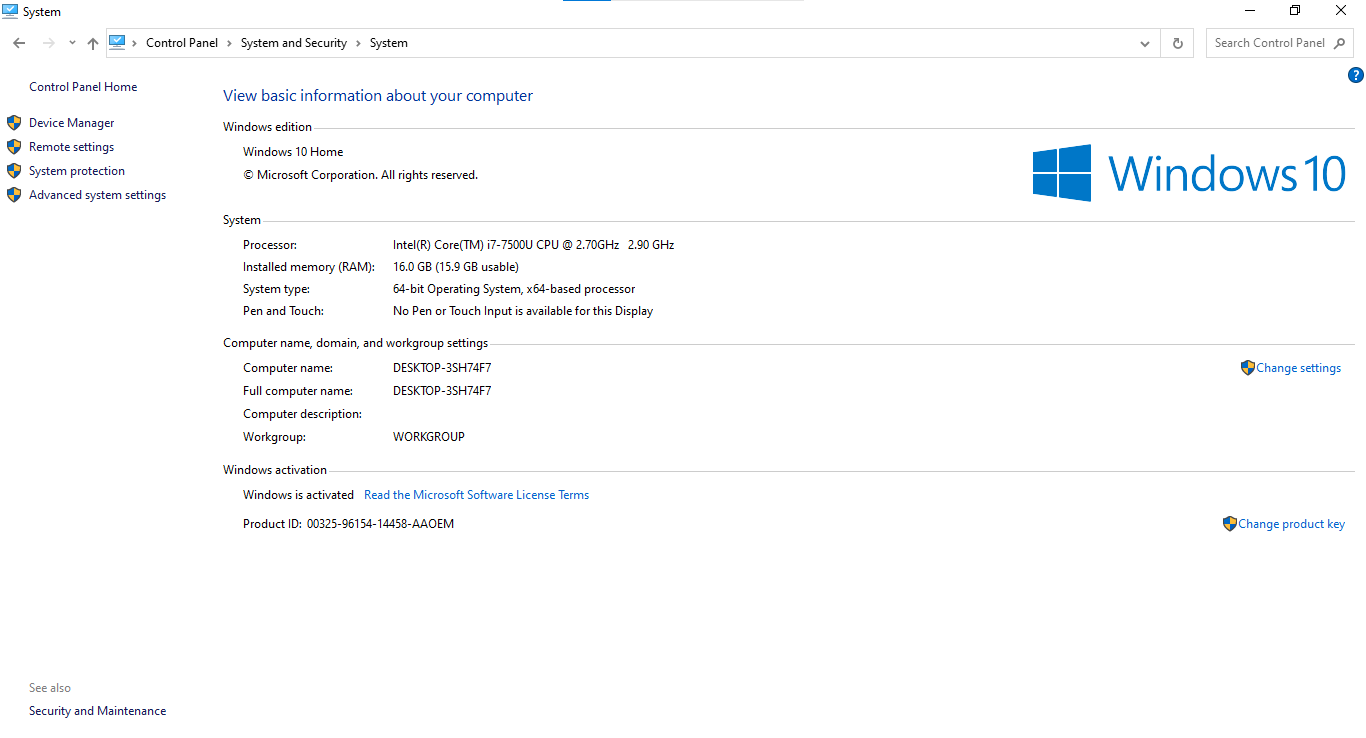 System
Control Panel › System and Security › System
Search Control Panel
?
Control Panel Home
Device Manager
Remote settings
System protection
Advanced system settings
View basic information about your computer
Windows edition
Windows 10 Home
© Microsoft Corporation. All rights reserved.
Windows 10
System
Processor: Intel(R) Core(TM) i7-7500U CPU @ 2.70GHz 2.90 GHz
Installed memory (RAM): 16.0 GB (15.9 GB usable)
System type: 64-bit Operating System, x64-based processor
Pen and Touch: No Pen or Touch Input is available for this Display
Computer name, domain, and workgroup settings
Computer name: DESKTOP-3SH74F7
Change settings
Full computer name: DESKTOP-3SH74F7
Computer description:
Workgroup: WORKGROUP
Windows activation
Windows is activated Read the Microsoft Software License Terms
Product ID: 00325-96154-14458-AAOEM
Change product key
See also
Security and Maintenance